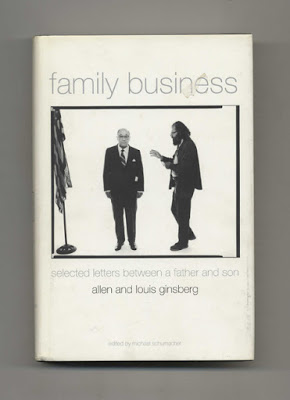 family business
selected letters between a father and son
allen and louis ginsberg
edited by michael schumacher